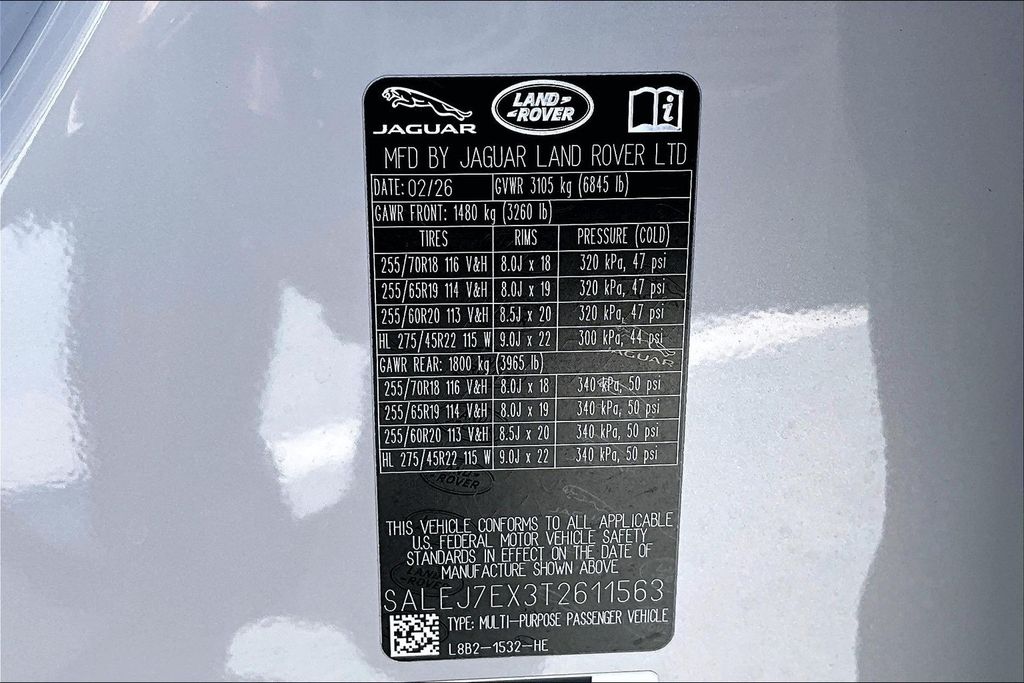 JAGUAR LAND ROVER i
MFD BY JAGUAR LAND ROVER LTD
DATE: 02/26 GVWR 3105 kg (6845 lb)
GAWR FRONT: 1480 kg (3260 lb)
TIRES RIMS PRESSURE (COLD)
255/70R18 116 V&H 8.0J x 18 320 kPa, 47 psi
255/65R19 114 V&H 8.0J x 19 320 kPa, 47 psi
255/60R20 113 V&H 8.5J x 20 320 kPa, 47 psi
HL 275/45R22 115 W 9.0J x 22 300 kPa, 44 psi
JAGUAR
GAWR REAR: 1800 kg (3965 lb)
255/70R18 116 V&H 8.0J x 18 340 kPa, 50 psi
255/65R19 114 V&H 8.0J x 19 340 kPa, 50 psi
255/60R20 113 V&H 8.5J x 20 340 kPa, 50 psi
HL 275/45R22 115 W 9.0J x 22 340 kPa, 50 psi
ROVER
THIS VEHICLE CONFORMS TO ALL APPLICABLE
U.S. FEDERAL MOTOR VEHICLE SAFETY
STANDARDS IN EFFECT ON THE DATE OF
MANUFACTURE SHOWN ABOVE
SALEJ7EX3T2611563
TYPE: MULTI-PURPOSE PASSENGER VEHICLE
L8B2-1532-HE